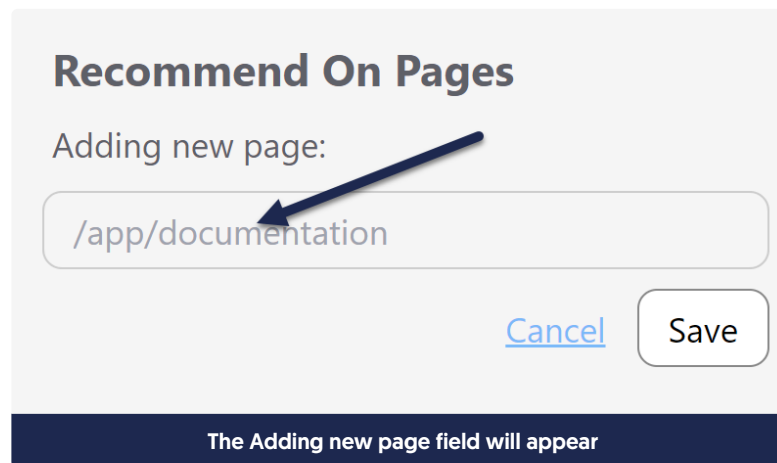 Recommend On Pages
Adding new page:
/app/documentation
Cancel
Save
The Adding new page field will appear